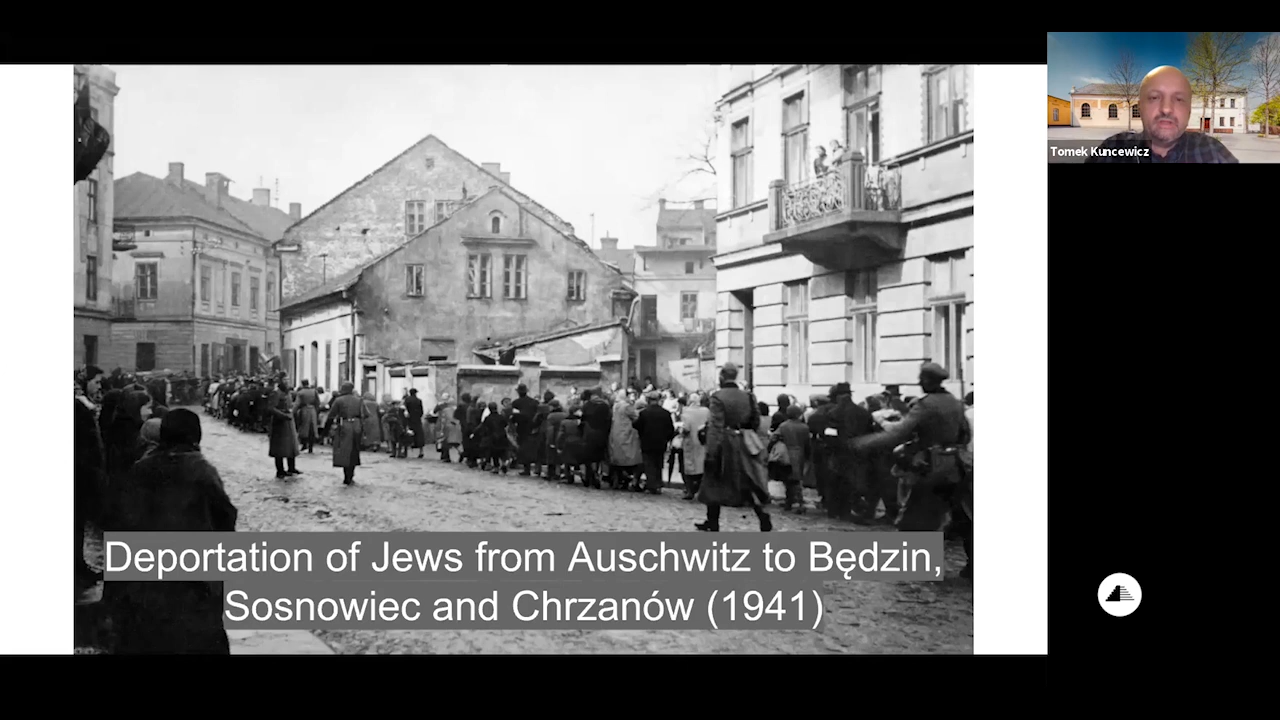 Tomek Kuncewicz
Deportation of Jews from Auschwitz to Będzin,
Sosnowiec and Chrzanów (1941)